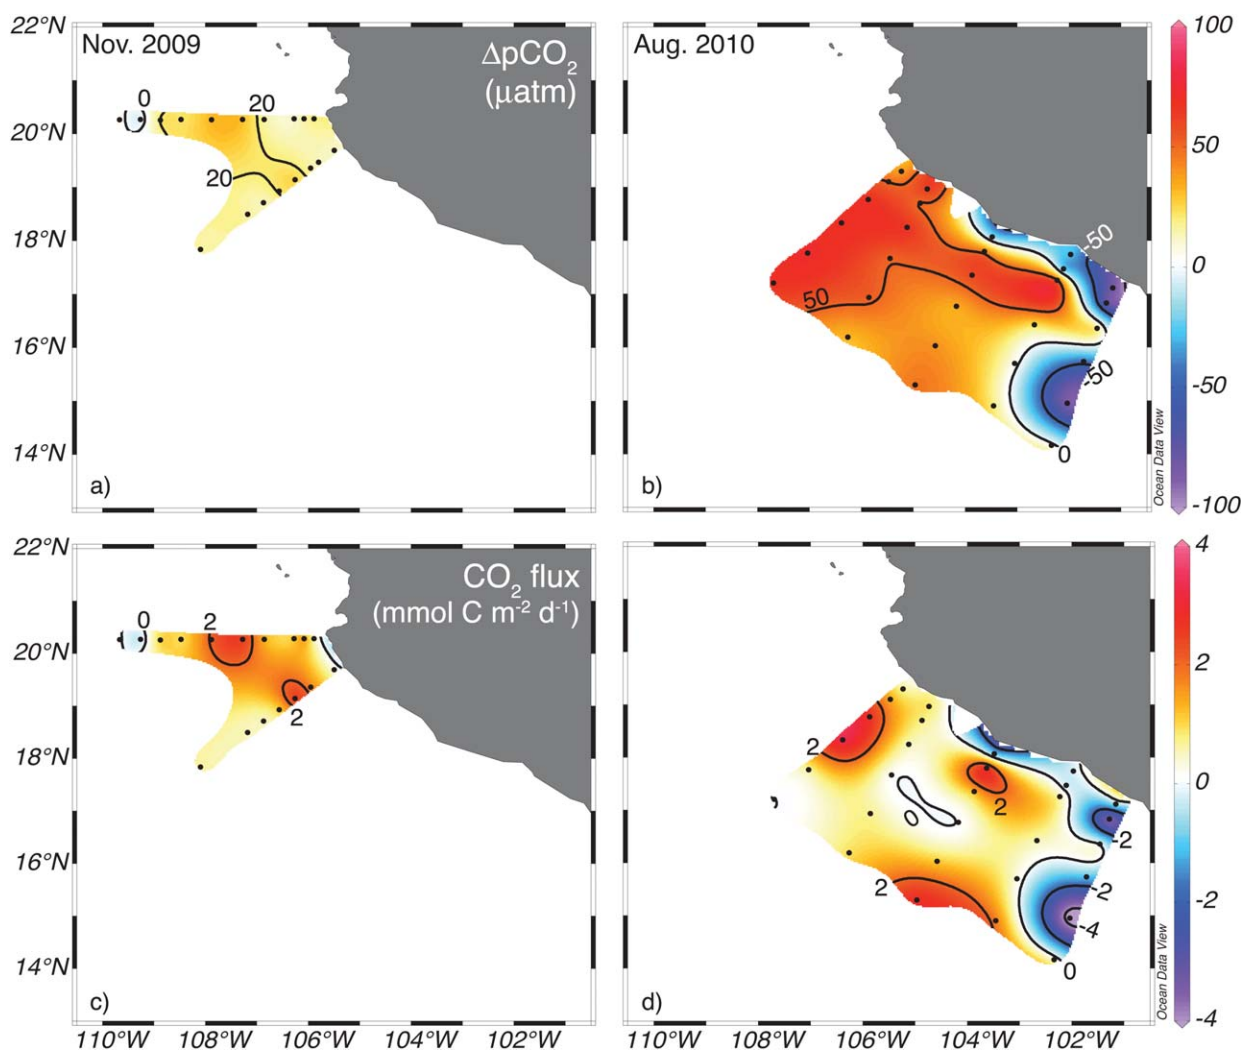 22°N
20°N
18°N
16°N
14°N
Nov. 2009
ΔpCO₂
(µatm)
0
20
20
a)
Aug. 2010
-50
50
-50
0
b)
Ocean Data View
100
50
0
-50
-100
22°N
20°N
18°N
16°N
14°N
CO₂ flux
(mmol C m⁻² d⁻¹)
0
2
2
c)
110°W
108°W
106°W
104°W
102°W
2
2
-2
2
-2
-4
0
d)
110°W
108°W
106°W
104°W
102°W
Ocean Data View
4
2
0
-2
-4